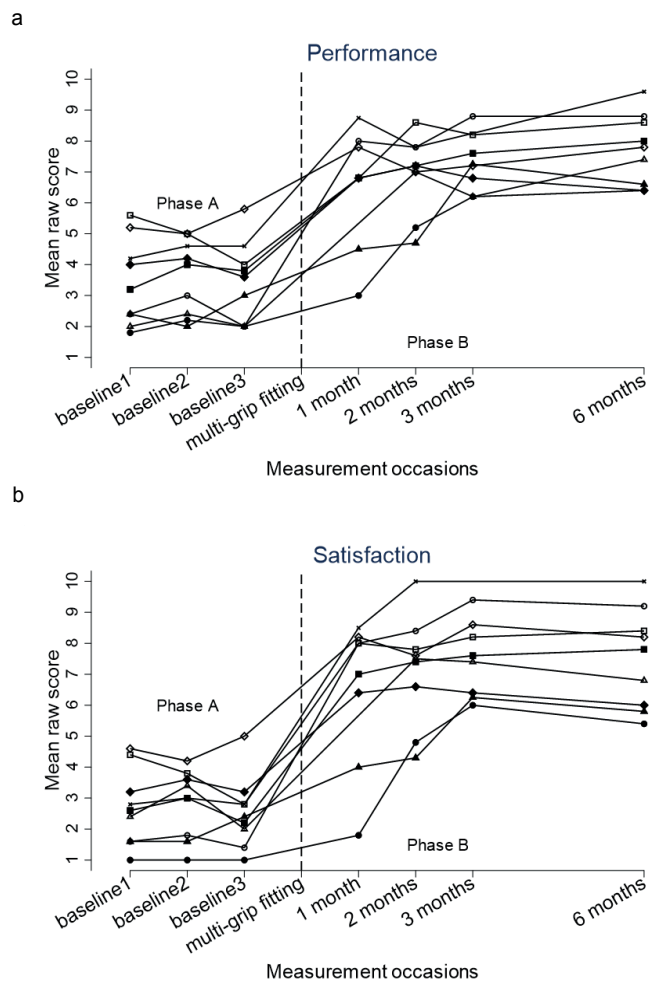 a
Performance
Mean raw score
10
9
8
7
6
5
4
3
2
1
Phase A
Phase B
baseline1
baseline2
baseline3
multi-grip fitting
1 month
2 months
3 months
6 months
Measurement occasions
b
Satisfaction
Mean raw score
10
9
8
7
6
5
4
3
2
1
Phase A
Phase B
baseline1
baseline2
baseline3
multi-grip fitting
1 month
2 months
3 months
6 months
Measurement occasions